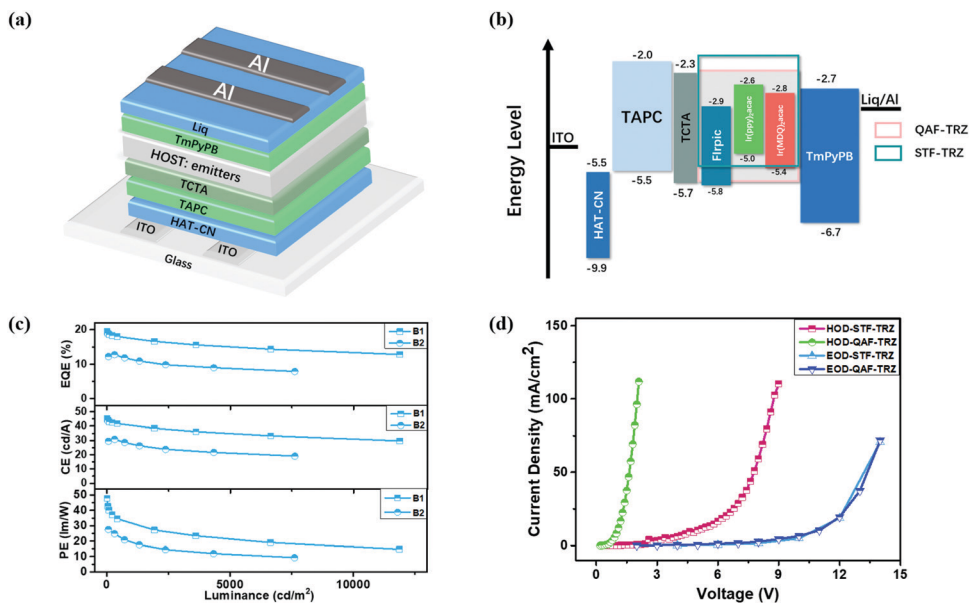 (a)
Al
Al
Liq
TmPyPB
HOST: emitters
TCTA
TAPC
HAT-CN
ITO
ITO
Glass
(b)
Energy Level
ITO
-5.5
HAT-CN
-9.9
-2.0
TAPC
-5.5
-2.3
TCTA
-5.7
-2.9
FIrpic
-5.8
-2.6
Ir(ppy)₂acac
-5.0
-2.8
Ir(MDQ)₂acac
-5.4
-2.7
TmPyPB
-6.7
Liq/Al
QAF-TRZ
STF-TRZ
(c)
EQE (%)
20
10
0
B1
B2
CE (cd/A)
60
50
40
30
20
10
0
B1
B2
PE (lm/W)
50
40
30
20
10
0
B1
B2
0 5000 10000
Luminance (cd/m²)
(d)
Currrent Density (mA/cm²)
150
100
50
0
HOD-STF-TRZ
HOD-QAF-TRZ
EOD-STF-TRZ
EOD-QAF-TRZ
0 3 6 9 12 15
Voltage (V)